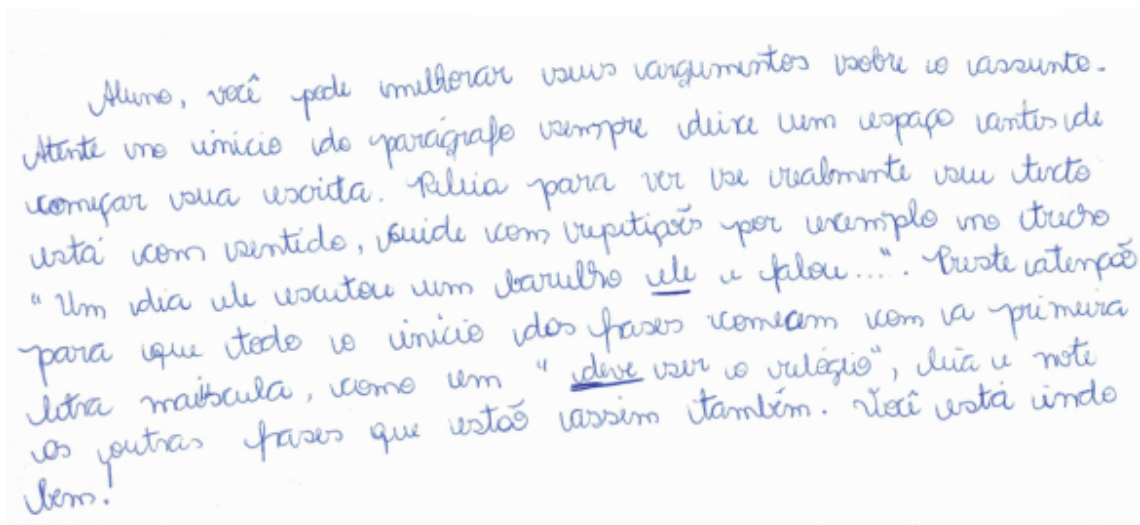 Aluno, você pode melhorar seus argumentos sobre o assunto.
Atente no início do parágrafo sempre deixe um espaço antes de
começar sua escrita. Releia para ver se realmente seu texto
está com sentido, cuide com repetições por exemplo no trecho
"Um dia ele escutou um barulho ele e falou...". Preste atenção
para que todo o início das frases comecem com a primeira
letra maiúscula, como em "deve ser o relógio", leia e note
as outras frases que estão assim também. Você está indo
bem!